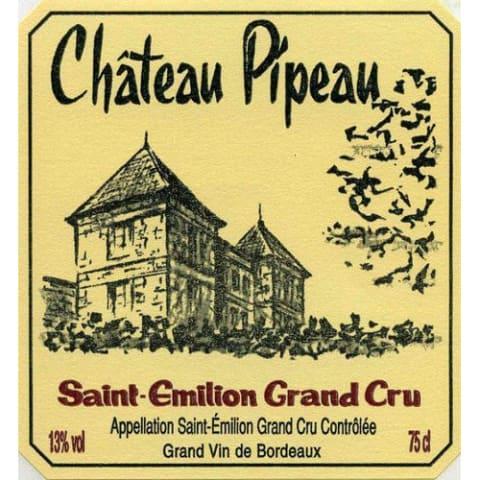 Château Pipeau
Saint-Emilion Grand Cru
Appellation Saint-Émilion Grand Cru Contrôlée
13% vol
75 cl
Grand Vin de Bordeaux